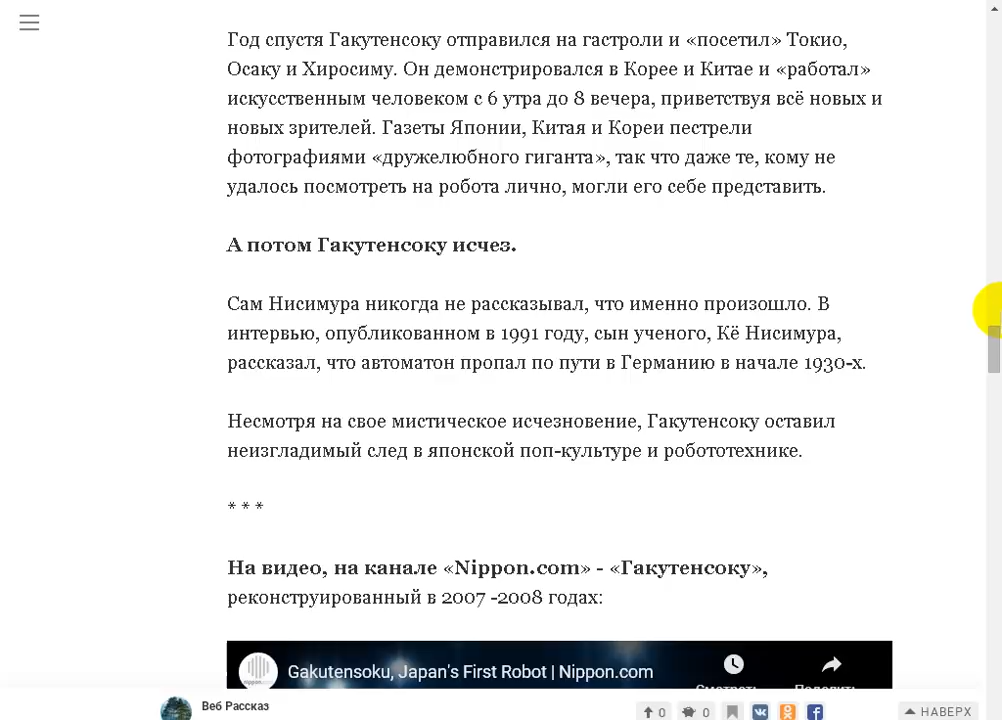 Год спустя Гакутенсоку отправился на гастроли и «посетил» Токио,
Осаку и Хиросиму. Он демонстрировался в Корее и Китае и «работал»
искусственным человеком с 6 утра до 8 вечера, приветствуя всё новых и
новых зрителей. Газеты Японии, Китая и Кореи пестрели
фотографиями «дружелюбного гиганта», так что даже те, кому не
удалось посмотреть на робота лично, могли его себе представить.
А потом Гакутенсоку исчез.
Сам Нисимура никогда не рассказывал, что именно произошло. В
интервью, опубликованном в 1991 году, сын ученого, Кё Нисимура,
рассказал, что автоматон пропал по пути в Германию в начале 1930-х.
Несмотря на свое мистическое исчезновение, Гакутенсоку оставил
неизгладимый след в японской поп-культуре и робототехнике.
* * *
На видео, на канале «Nippon.com» - «Гакутенсоку»,
реконструированный в 2007 -2008 годах:
Gakutensoku, Japan's First Robot | Nippon.com
Веб Рассказ
0 0 НАВЕРХ